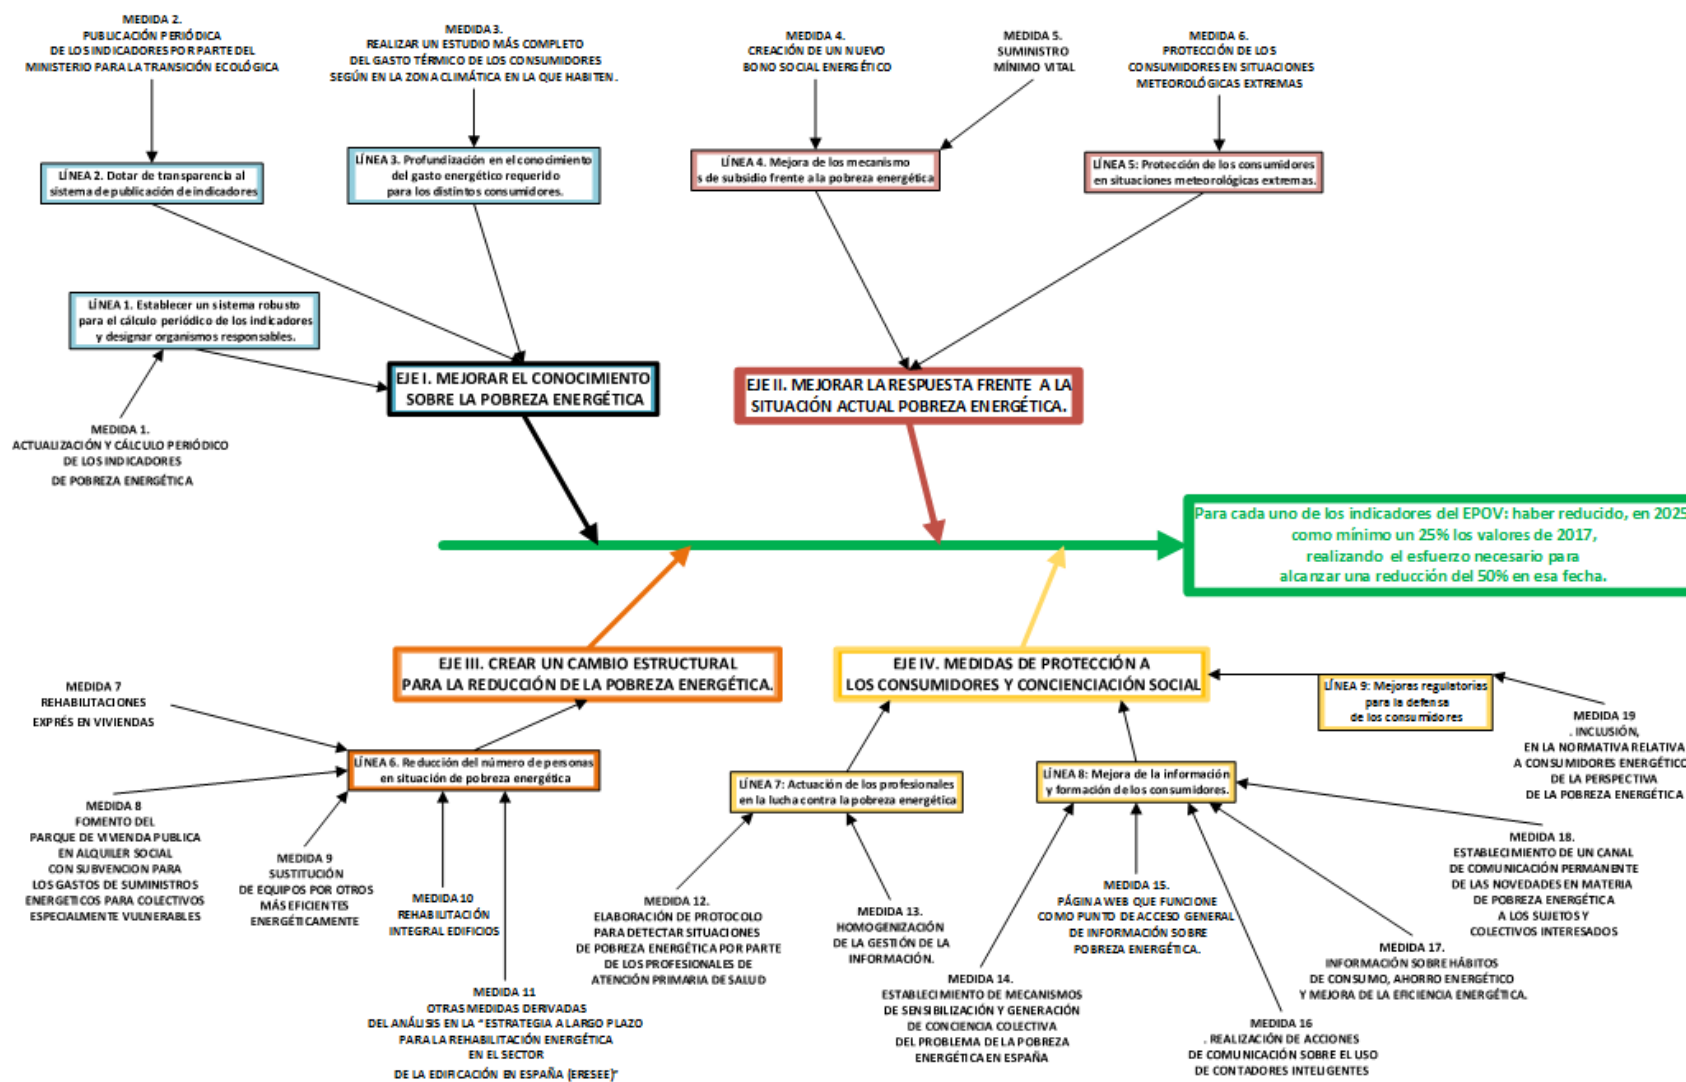 MEDIDA 2.
PUBLICACIÓN PERIÓDICA
DE LOS INDICADORES POR PARTE DEL
MINISTERIO PARA LA TRANSICIÓN ECOLÓGICA
MEDIDA 3.
REALIZAR UN ESTUDIO MÁS COMPLETO
DEL GASTO TÉRMICO DE LOS CONSUMIDORES
SEGÚN EN LA ZONA CLIMÁTICA EN LA QUE HABITEN.
MEDIDA 4.
CREACIÓN DE UN NUEVO
BONO SOCIAL ENERGÉTICO
MEDIDA 5.
SUMINISTRO
MÍNIMO VITAL
MEDIDA 6.
PROTECCIÓN DE LOS
CONSUMIDORES EN SITUACIONES
METEOROLÓGICAS EXTREMAS
LÍNEA 2. Dotar de transparencia al
sistema de publicación de indicadores
LÍNEA 3. Profundización en el conocimiento
del gasto energético requerido
para los distintos consumidores.
LÍNEA 4. Mejora de los mecanismo
s de subsidio frente a la pobreza energética
LÍNEA 5: Protección de los consumidores
en situaciones meteorológicas extremas.
LÍNEA 1. Establecer un sistema robusto
para el cálculo periódico de los indicadores
y designar organismos responsables.
EJE I. MEJORAR EL CONOCIMIENTO
SOBRE LA POBREZA ENERGÉTICA
EJE II. MEJORAR LA RESPUESTA FRENTE A LA
SITUACIÓN ACTUAL POBREZA ENERGÉTICA.
MEDIDA 1.
ACTUALIZACIÓN Y CÁLCULO PERIÓDICO
DE LOS INDICADORES
DE POBREZA ENERGÉTICA
Para cada uno de los indicadores del EPOV: haber reducido, en 2025
como mínimo un 25% los valores de 2017,
realizando el esfuerzo necesario para
alcanzar una reducción del 50% en esa fecha.
EJE III. CREAR UN CAMBIO ESTRUCTURAL
PARA LA REDUCCIÓN DE LA POBREZA ENERGÉTICA.
EJE IV. MEDIDAS DE PROTECCIÓN A
LOS CONSUMIDORES Y CONCIENCIACIÓN SOCIAL
LÍNEA 9: Mejoras regulatorias
para la defensa
de los consumidores
MEDIDA 7
REHABILITACIONES
EXPRÉS EN VIVIENDAS
MEDIDA 19
. INCLUSIÓN,
EN LA NORMATIVA RELATIVA
A CONSUMIDORES ENERGÉTICO
DE LA PERSPECTIVA
DE LA POBREZA ENERGÉTICA
LÍNEA 6. Reducción del número de personas
en situación de pobreza energética
LÍNEA 7: Actuación de los profesionales
en la lucha contra la pobreza energética
LÍNEA 8: Mejora de la información
y formación de los consumidores.
MEDIDA 8
FOMENTO DEL
PARQUE DE VIVIENDA PUBLICA
EN ALQUILER SOCIAL
CON SUBVENCION PARA
LOS GASTOS DE SUMINISTROS
ENERGETICOS PARA COLECTIVOS
ESPECIALMENTE VULNERABLES
MEDIDA 9
SUSTITUCIÓN
DE EQUIPOS POR OTROS
MÁS EFICIENTES
ENERGÉTICAMENTE
MEDIDA 10
REHABILITACIÓN
INTEGRAL EDIFICIOS
MEDIDA 11
OTRAS MEDIDAS DERIVADAS
DEL ANÁLISIS EN LA "ESTRATEGIA A LARGO PLAZO
PARA LA REHABILITACIÓN ENERGÉTICA
EN EL SECTOR
DE LA EDIFICACIÓN EN ESPAÑA (ERESEE)"
MEDIDA 12.
ELABORACIÓN DE PROTOCOLO
PARA DETECTAR SITUACIONES
DE POBREZA ENERGÉTICA POR PARTE
DE LOS PROFESIONALES DE
ATENCIÓN PRIMARIA DE SALUD
MEDIDA 13.
HOMOGENIZACIÓN
DE LA GESTIÓN DE LA
INFORMACIÓN.
MEDIDA 14.
ESTABLECIMIENTO DE MECANISMOS
DE SENSIBILIZACIÓN Y GENERACIÓN
DE CONCIENCIA COLECTIVA
DEL PROBLEMA DE LA POBREZA
ENERGÉTICA EN ESPAÑA
MEDIDA 15.
PÁGINA WEB QUE FUNCIONE
COMO PUNTO DE ACCESO GENERAL
DE INFORMACIÓN SOBRE
POBREZA ENERGÉTICA.
MEDIDA 16
. REALIZACIÓN DE ACCIONES
DE COMUNICACIÓN SOBRE EL USO
DE CONTADORES INTELIGENTES
MEDIDA 17.
INFORMACIÓN SOBRE HÁBITOS
DE CONSUMO, AHORRO ENERGÉTICO
Y MEJORA DE LA EFICIENCIA ENERGÉTICA.
MEDIDA 18.
ESTABLECIMIENTO DE UN CANAL
DE COMUNICACIÓN PERMANENTE
DE LAS NOVEDADES EN MATERIA
DE POBREZA ENERGÉTICA
A LOS SUJETOS Y
COLECTIVOS INTERESADOS